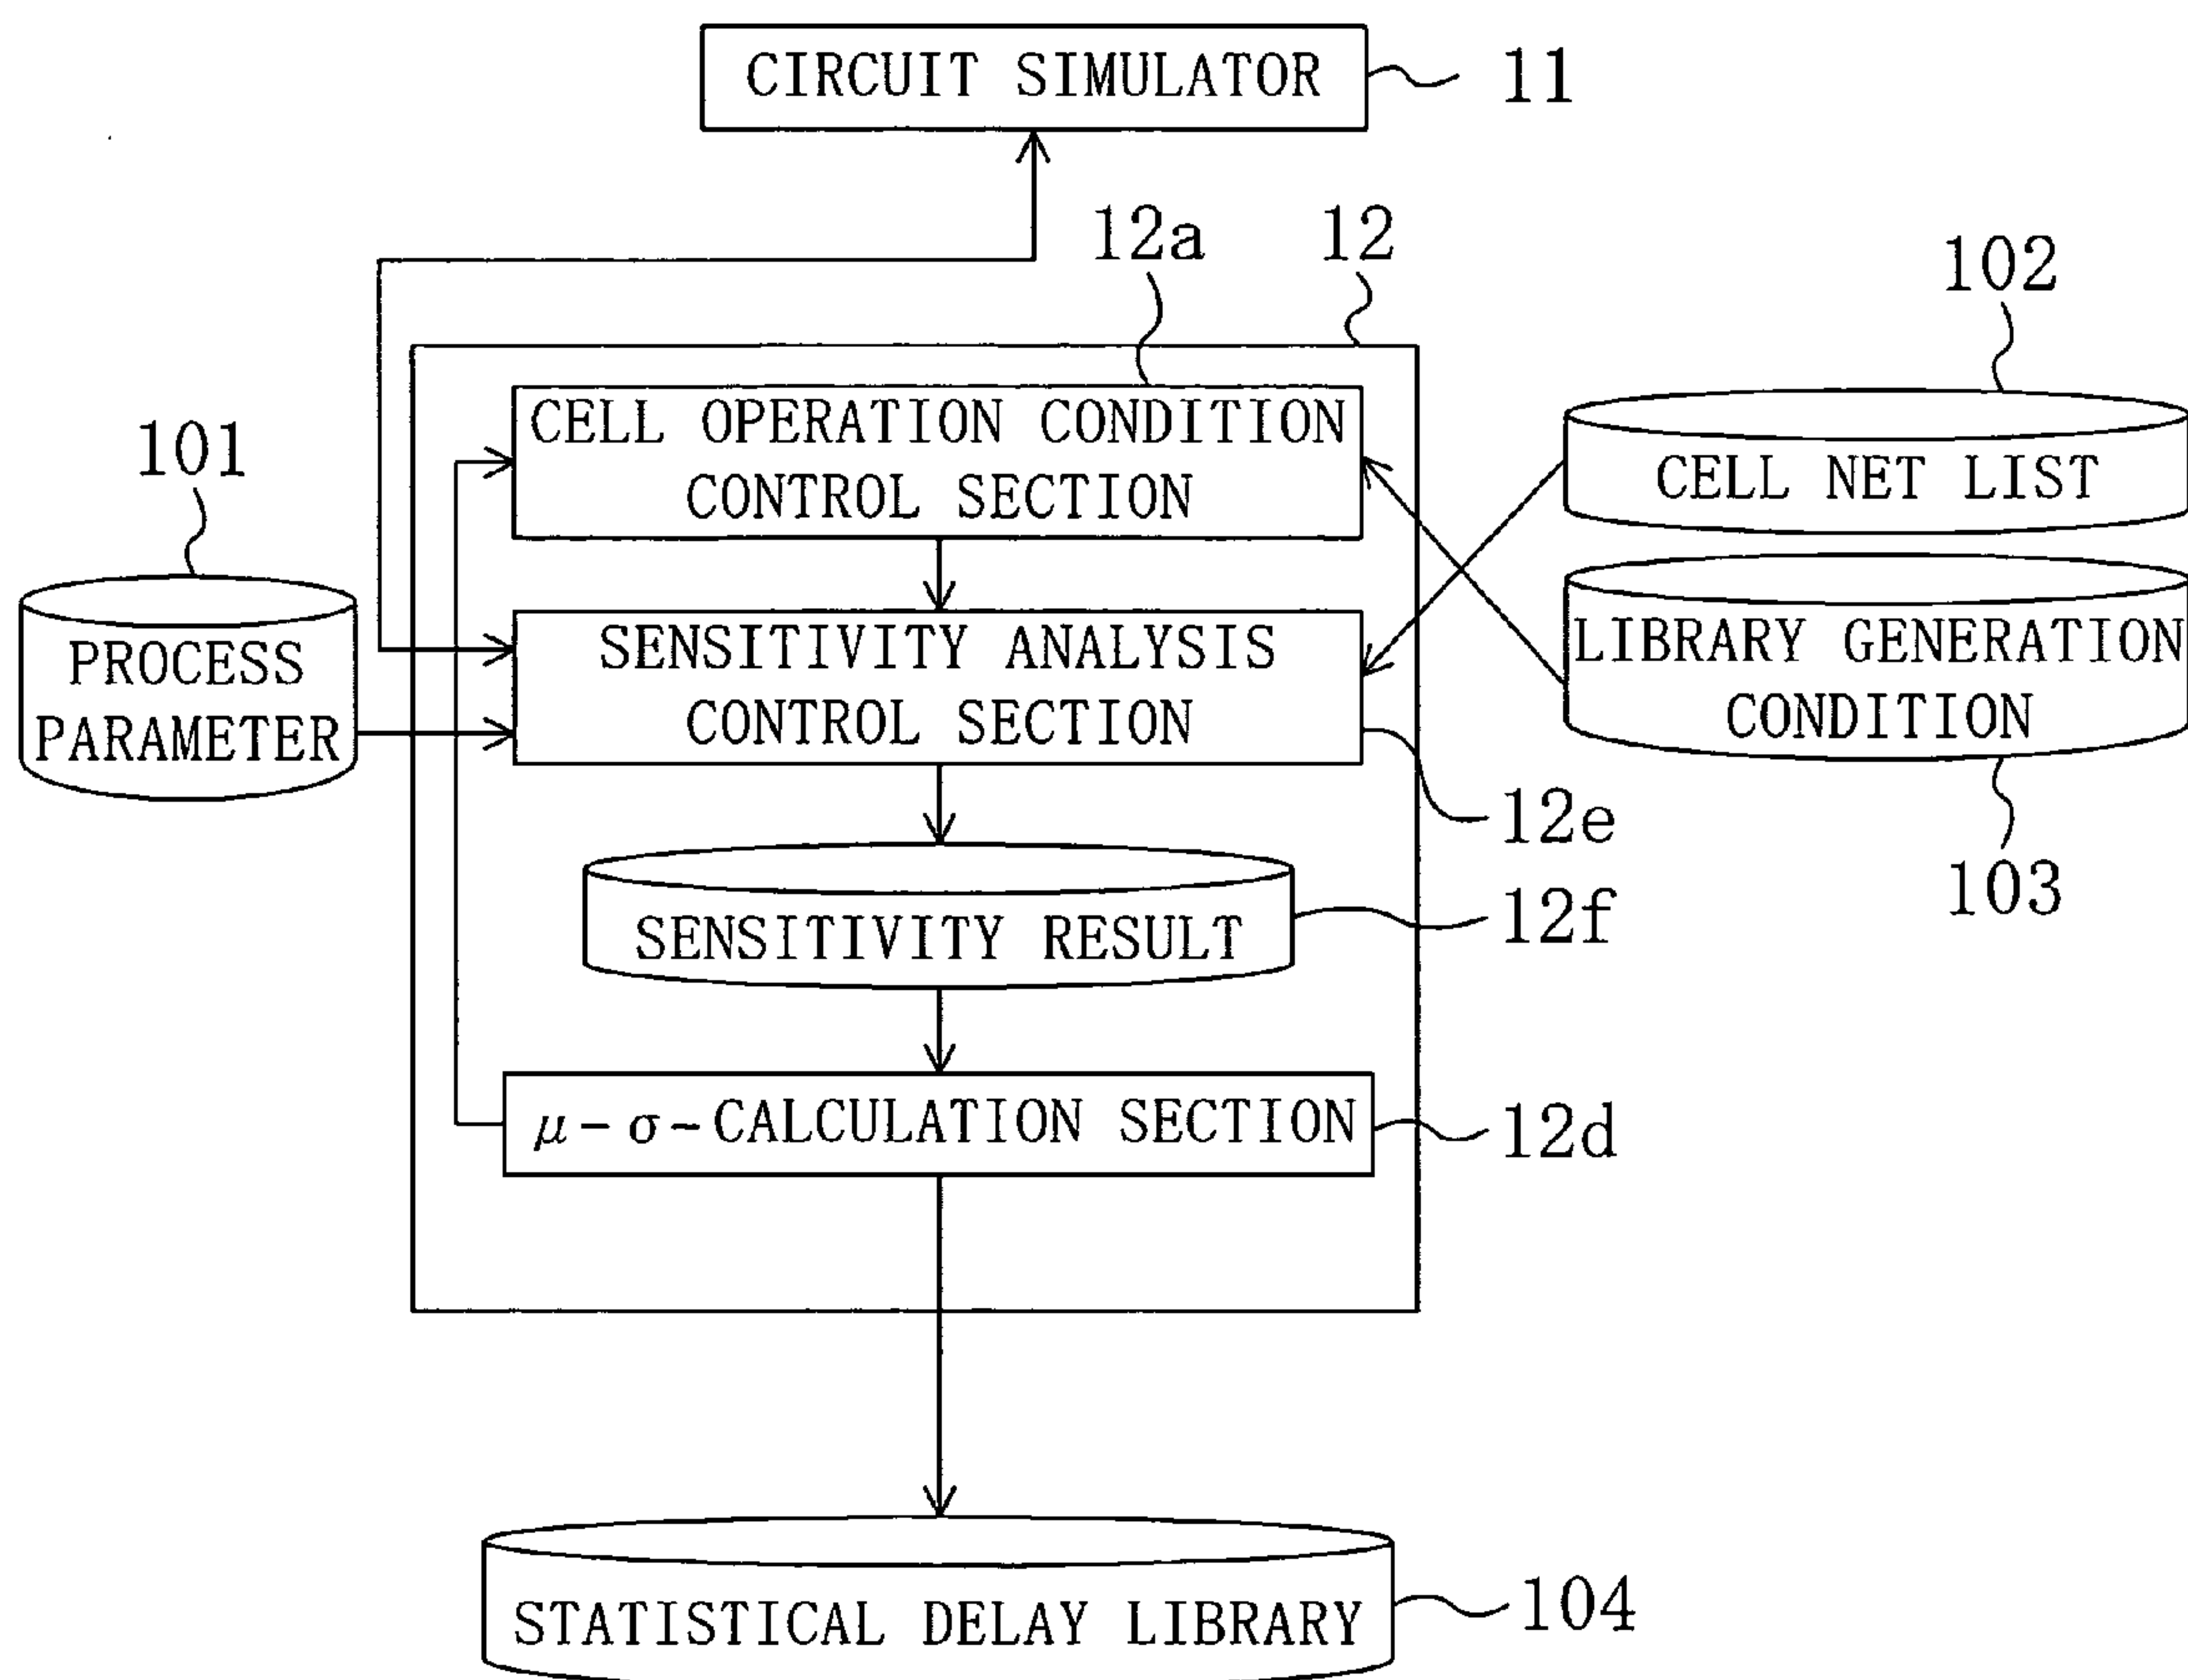 CIRCUIT SIMULATOR
11
12a
12
102
CELL OPERATION CONDITION
CONTROL SECTION
101
CELL NET LIST
PROCESS
PARAMETER
SENSITIVITY ANALYSIS
CONTROL SECTION
LIBRARY GENERATION
CONDITION
12e
103
SENSITIVITY RESULT
12f
μ-σ-CALCULATION SECTION
12d
STATISTICAL DELAY LIBRARY
104